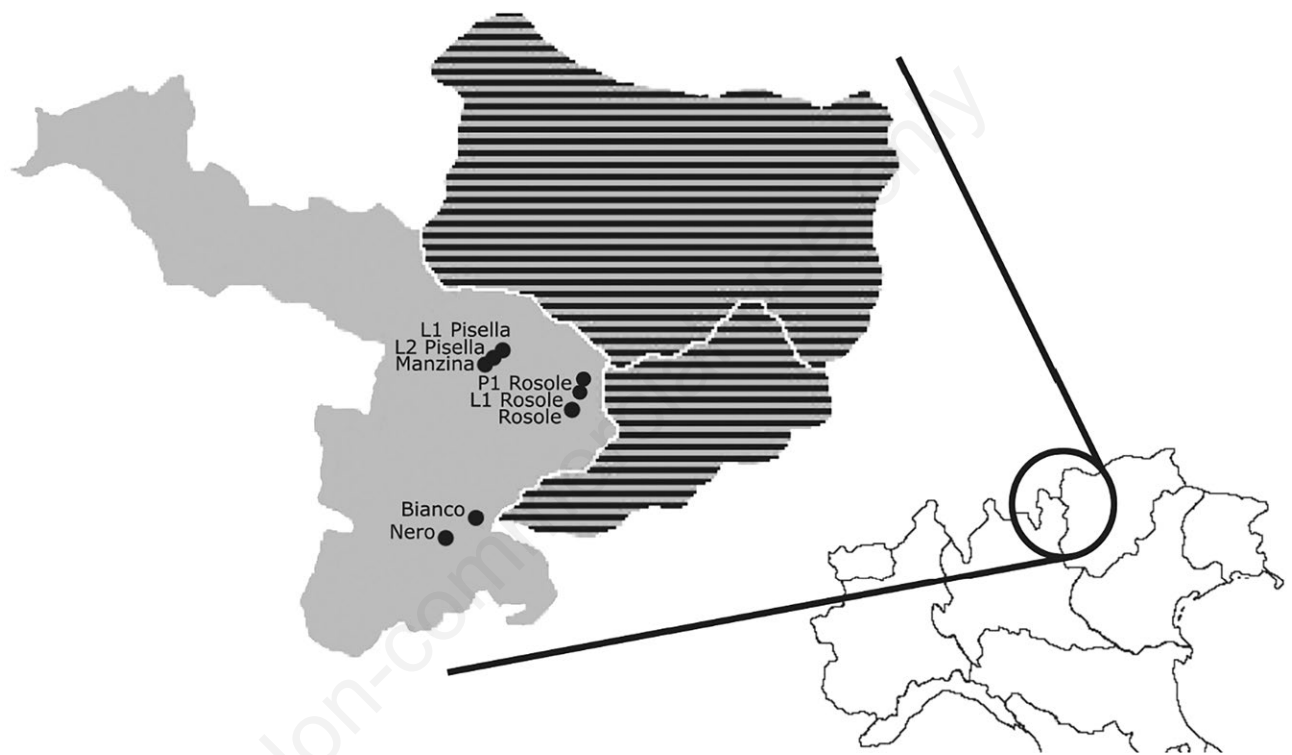 L1 Pisella
L2 Pisella
Manzina
P1 Rosole
L1 Rosole
Rosole
Bianco
Nero